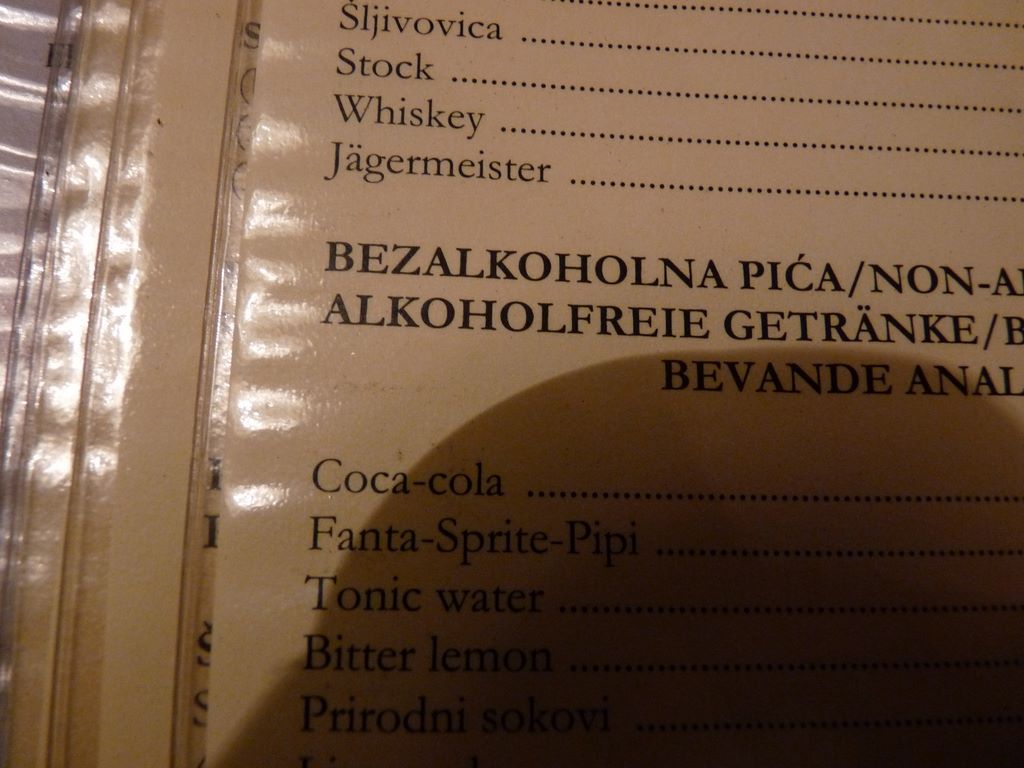 Šljivovica
Stock
Whiskey
Jägermeister
BEZALKOHOLNA PIĆA/NON-
ALKOHOLFREIE GETRÄNKE/
BEVANDE
Coca-cola
Fanta-Sprite-Pipi
Tonic water
Bitter lemon
Prirodni sokovi